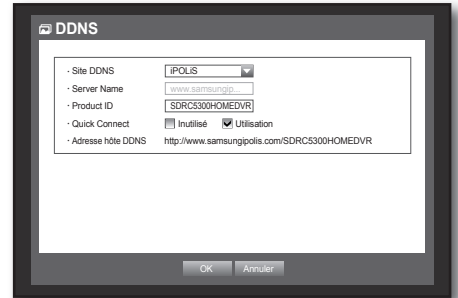 DDNS
· Site DDNS iPOLiS
· Server Name www.samsungip...
· Product ID SDRC5300HOMEDVR
· Quick Connect Inutilisé Utilisation
· Adresse hôte DDNS http://www.samsungipolis.com/SDRC5300HOMEDVR
OK Annuler